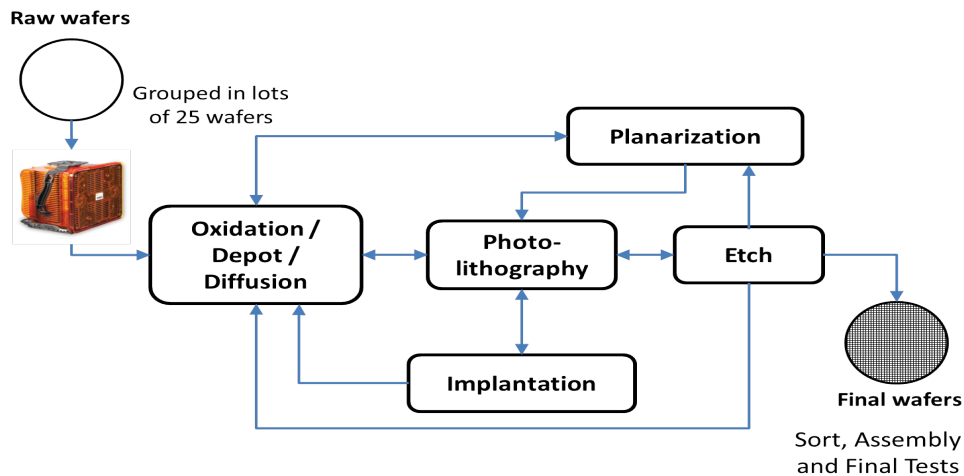 Raw wafers
Grouped in lots
of 25 wafers
Planarization
Oxidation /
Depot /
Diffusion
Photo-
lithography
Etch
Implantation
Final wafers
Sort, Assembly
and Final Tests